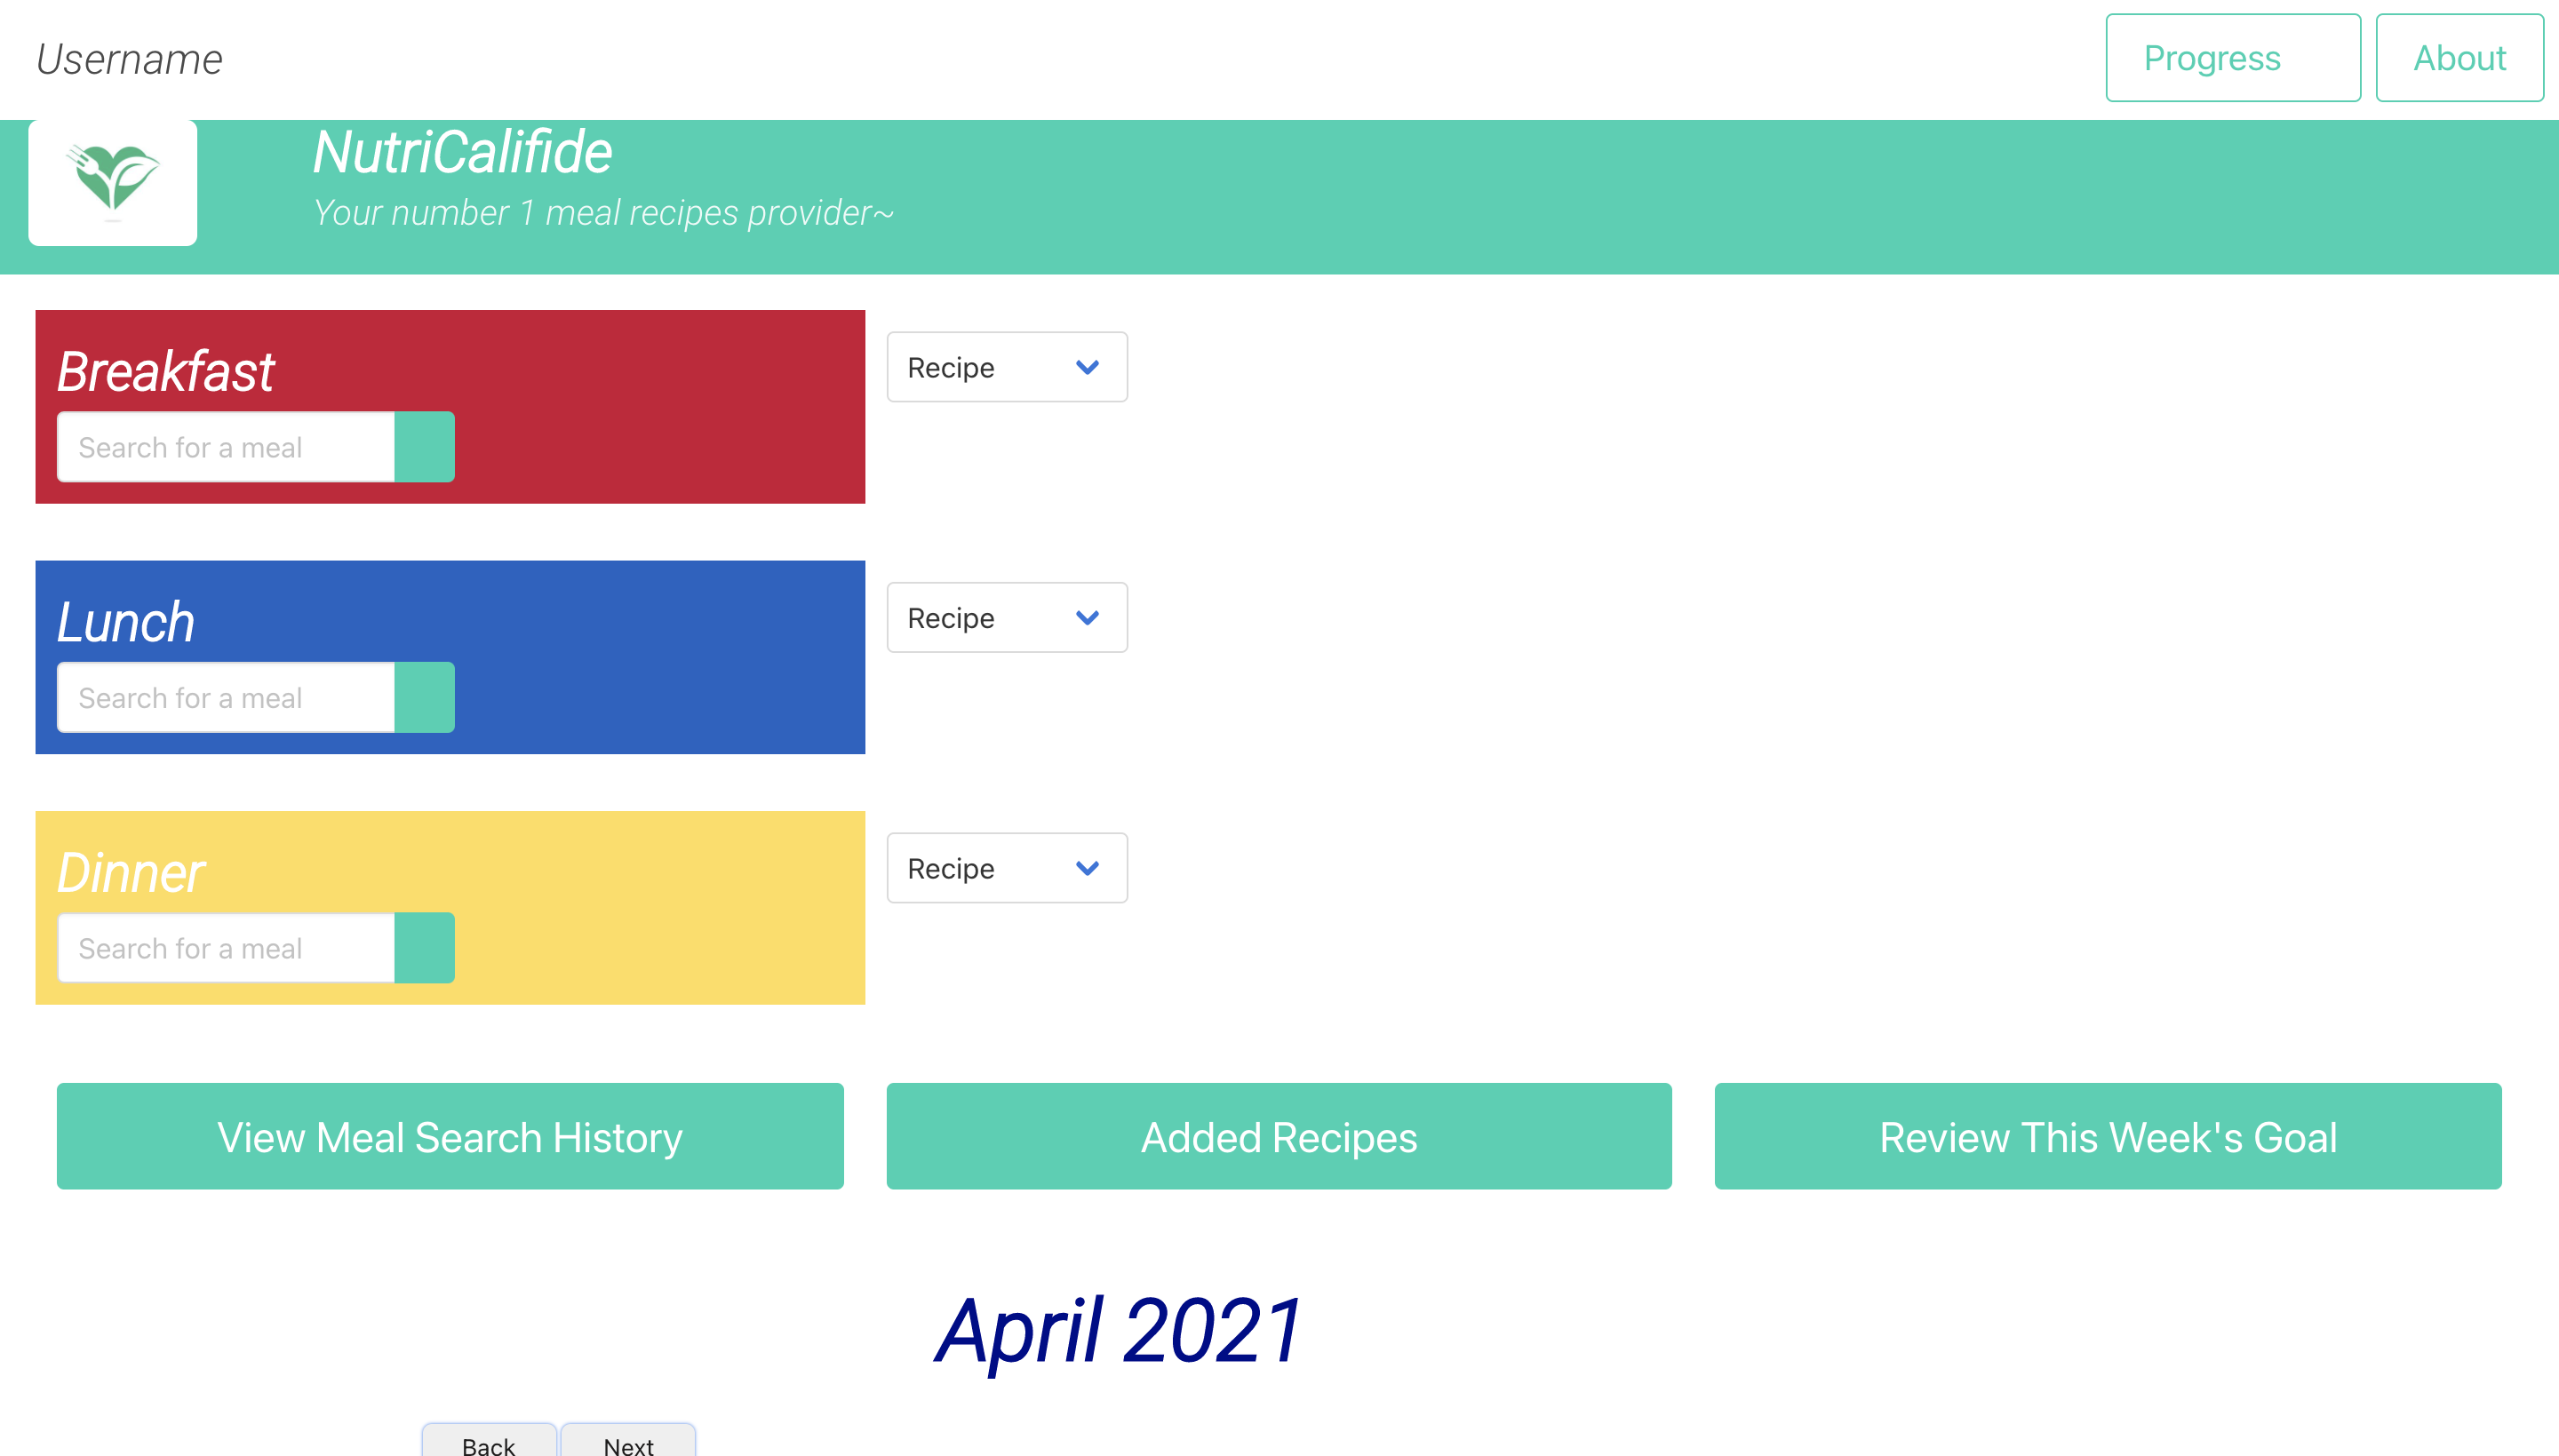 Username
Progress
About
NutriCalifide
Your number 1 meal recipes provider~
Breakfast
Recipe
Search for a meal
Lunch
Recipe
Search for a meal
Dinner
Recipe
Search for a meal
View Meal Search History
Added Recipes
Review This Week's Goal
April 2021
Back
Next